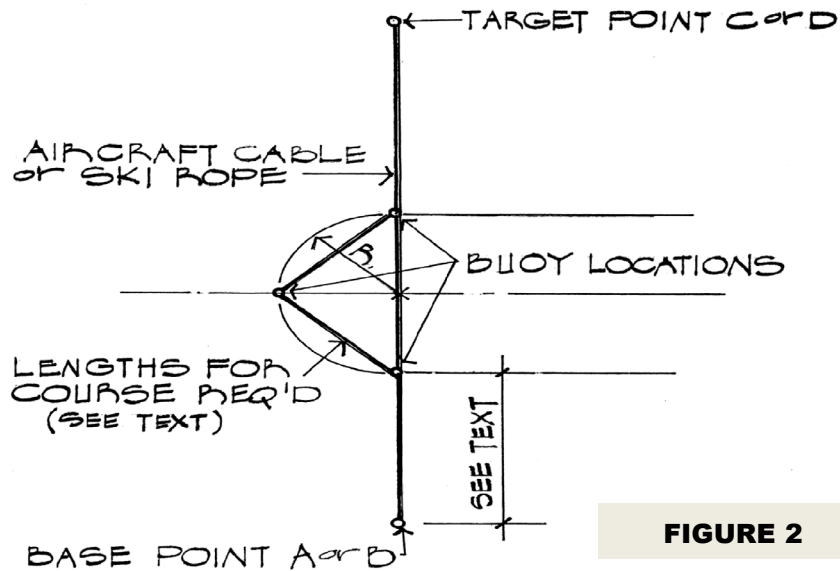 TARGET POINT C or D
AIRCRAFT CABLE
or SKI ROPE
R
BUOY LOCATIONS
LENGTHS FOR
COURSE REQ'D
(SEE TEXT)
SEE TEXT
BASE POINT A or B
FIGURE 2